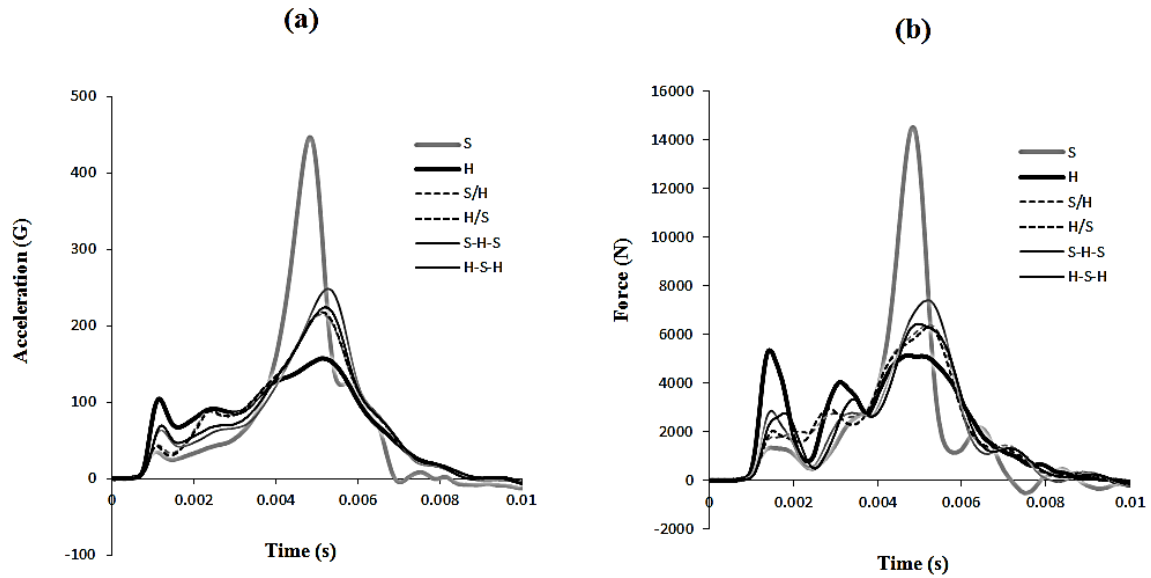 (a)
Acceleration (G)
500
400
300
200
100
0
-100
0
0.002
0.004
0.006
0.008
0.01
Time (s)
S
H
S/H
H/S
S-H-S
H-S-H
(b)
Force (N)
16000
14000
12000
10000
8000
6000
4000
2000
0
-2000
0
0.002
0.004
0.006
0.008
0.01
Time (s)
S
H
S/H
H/S
S-H-S
H-S-H